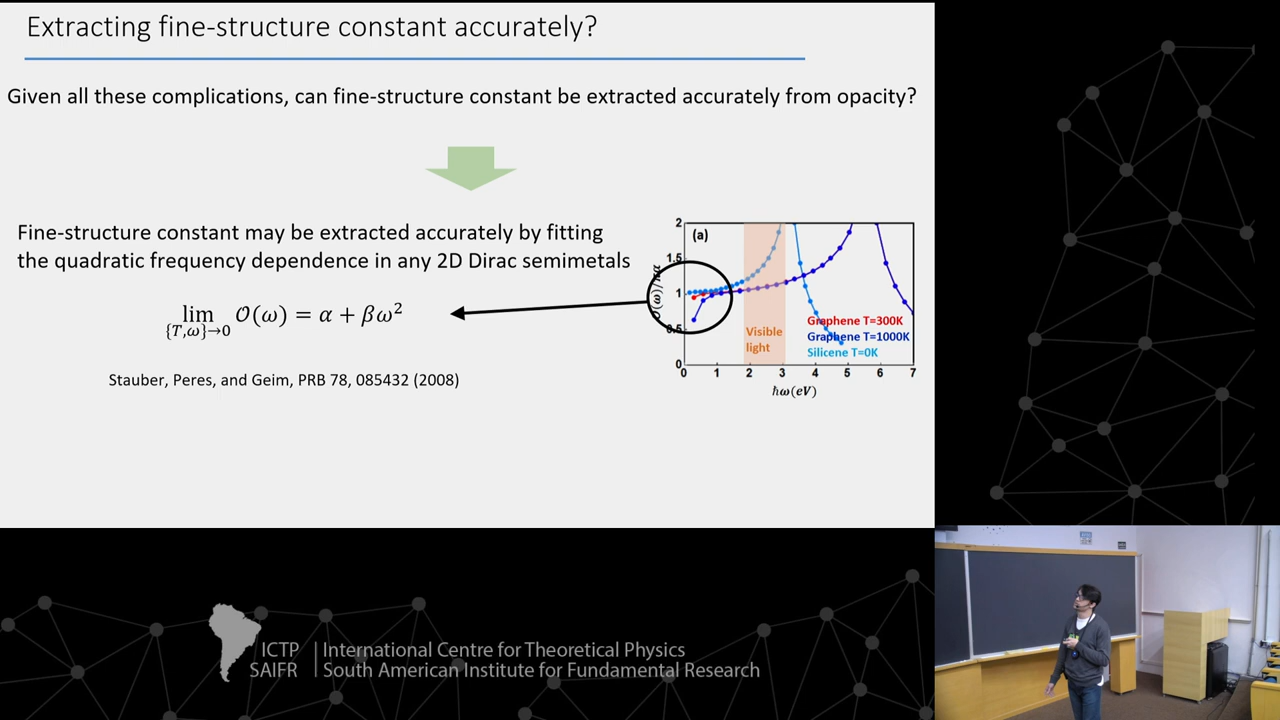 Extracting fine-structure constant accurately?
Given all these complications, can fine-structure constant be extracted accurately from opacity?
Fine-structure constant may be extracted accurately by fitting
the quadratic frequency dependence in any 2D Dirac semimetals
lim 𝒪(ω) = α + βω²
{T,ω}→0
Stauber, Peres, and Geim, PRB 78, 085432 (2008)
(a)
2
1.5
1
0.5
0
𝒪(ω)/πα
Visible
light
Graphene T=300K
Graphene T=1000K
Silicene T=0K
0 1 2 3 4 5 6 7
ħω(eV)
ICTP
SAIFR
International Centre for Theoretical Physics
South American Institute for Fundamental Research